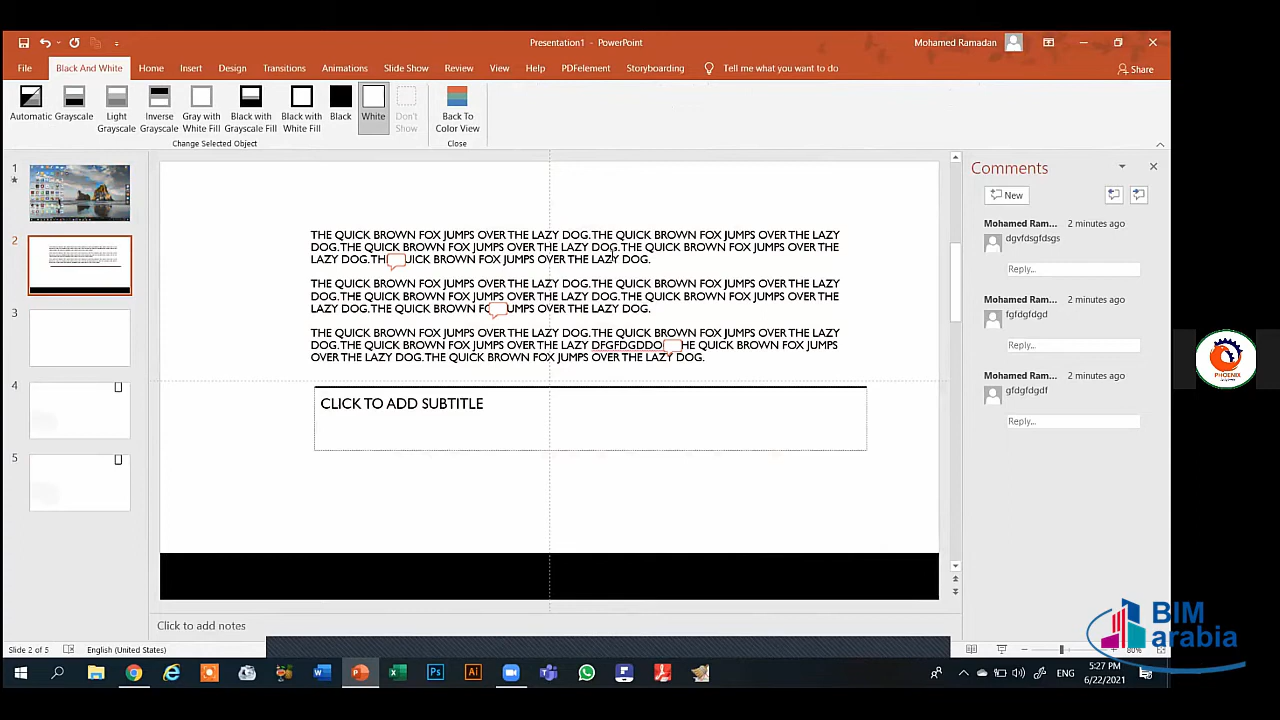 Presentation1 - PowerPoint
Mohamed Ramadan
File
Black And White
Home
Insert
Design
Transitions
Animations
Slide Show
Review
View
Help
PDFelement
Storyboarding
Tell me what you want to do
Share
Automatic
Grayscale
Light Grayscale
Inverse Grayscale
Gray with White Fill
Black with Grayscale Fill
Black with White Fill
Black
White
Don't Show
Back To Color View
Change Selected Object
Close
1
2
3
4
5
THE QUICK BROWN FOX JUMPS OVER THE LAZY DOG.THE QUICK BROWN FOX JUMPS OVER THE LAZY
DOG.THE QUICK BROWN FOX JUMPS OVER THE LAZY DOG.THE QUICK BROWN FOX JUMPS OVER THE
LAZY DOG.TH UICK BROWN FOX JUMPS OVER THE LAZY DOG.
THE QUICK BROWN FOX JUMPS OVER THE LAZY DOG.THE QUICK BROWN FOX JUMPS OVER THE LAZY
DOG.THE QUICK BROWN FOX JUMPS OVER THE LAZY DOG.THE QUICK BROWN FOX JUMPS OVER THE
LAZY DOG.THE QUICK BROWN FO UMPS OVER THE LAZY DOG.
THE QUICK BROWN FOX JUMPS OVER THE LAZY DOG.THE QUICK BROWN FOX JUMPS OVER THE LAZY
DOG.THE QUICK BROWN FOX JUMPS OVER THE LAZY DFGFDGDDO HE QUICK BROWN FOX JUMPS
OVER THE LAZY DOG.THE QUICK BROWN FOX JUMPS OVER THE LAZY DOG.
CLICK TO ADD SUBTITLE
Click to add notes
Comments
New
Mohamed Ram... 2 minutes ago
dgvfdsgfdsgs
Reply...
Mohamed Ram... 2 minutes ago
fgfdfgdgd
Reply...
Mohamed Ram... 2 minutes ago
gfdgfdgdf
Reply...
PHOENIX
BIM
arabia
Slide 2 of 5
English (United States)
80%
ENG
5:27 PM
6/22/2021